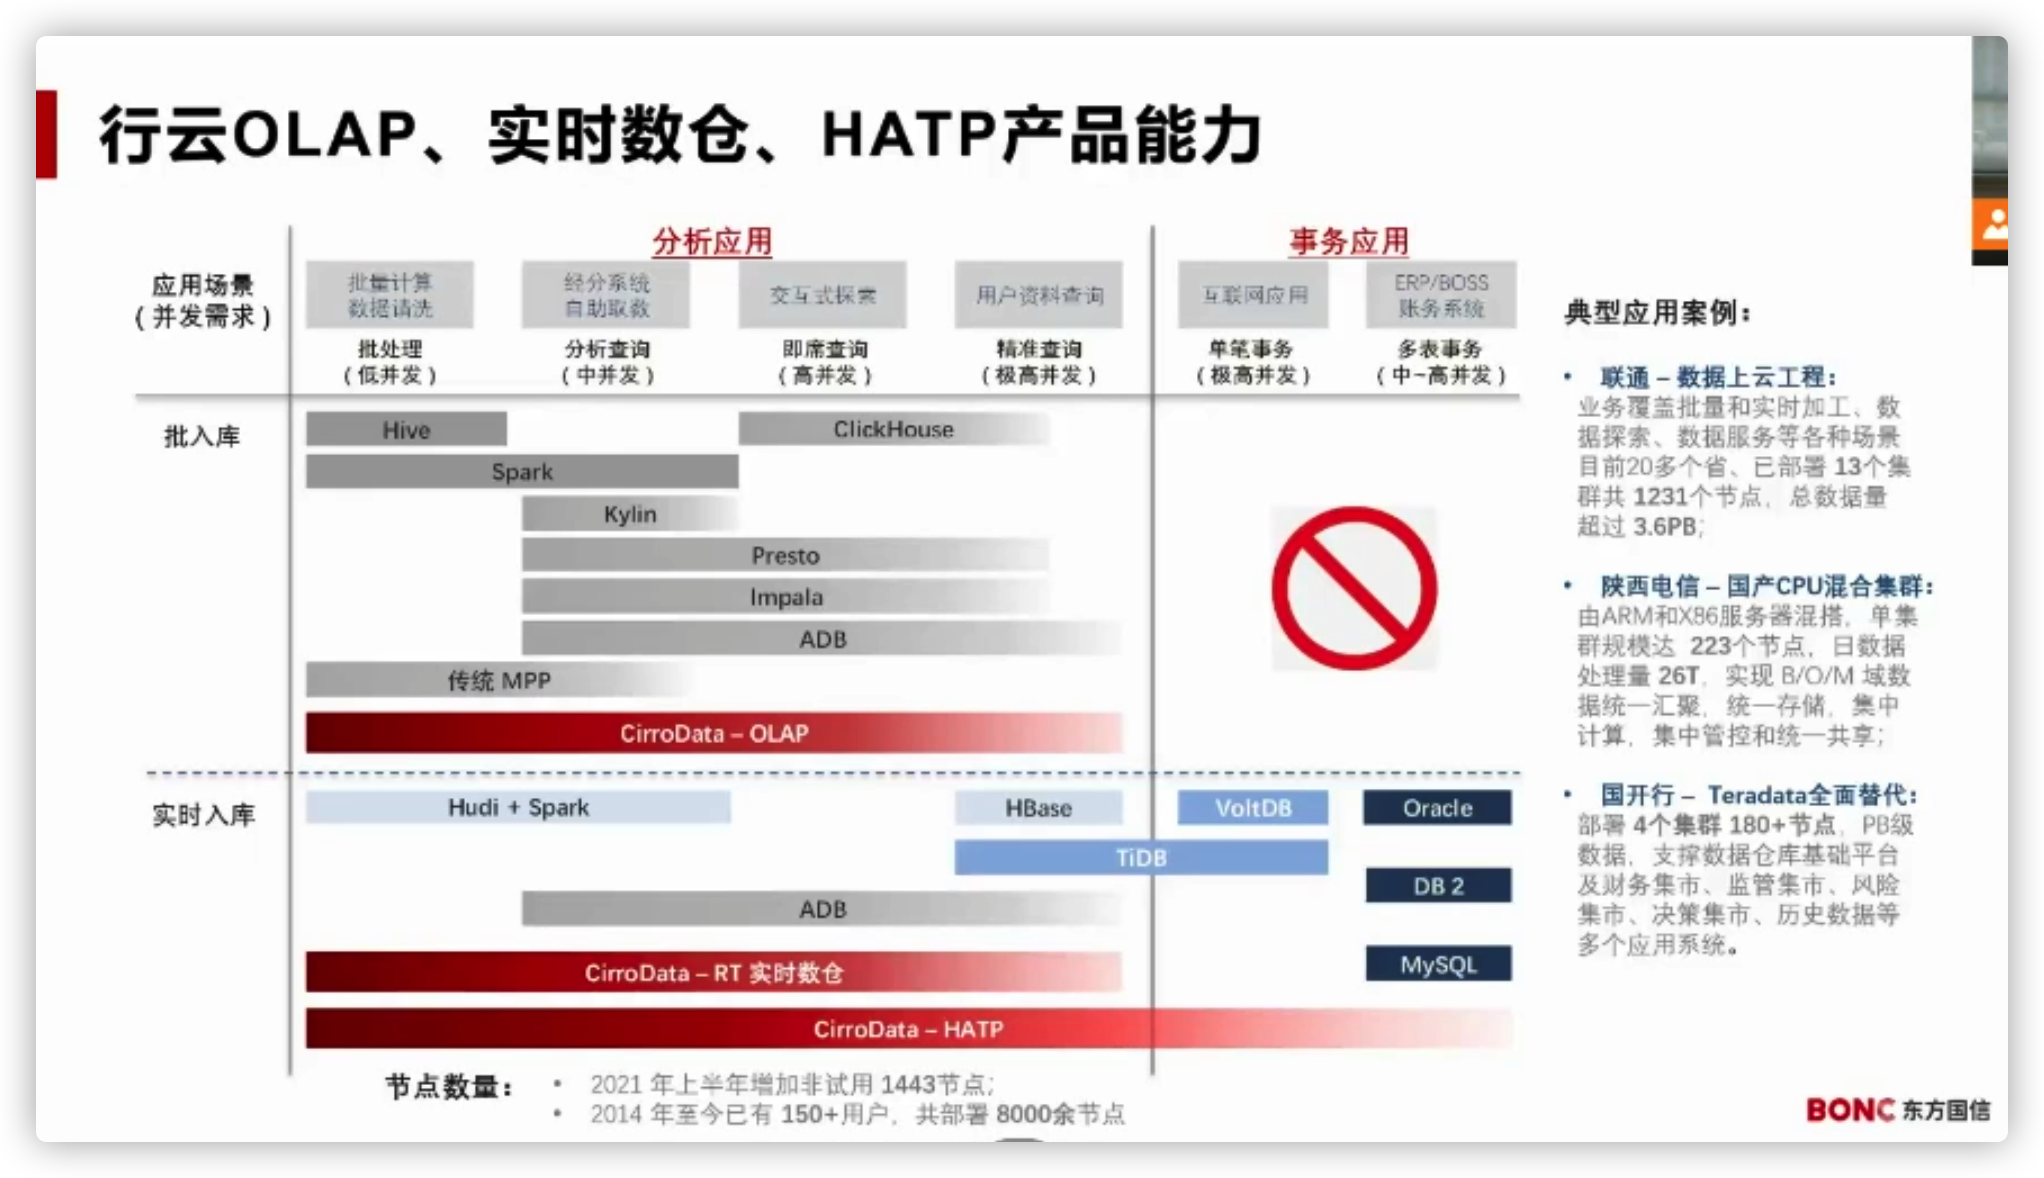 行云OLAP、实时数仓、HATP产品能力
分析应用
事务应用
应用场景
（并发需求）
批量计算
数据请洗
经分系统
自助取数
交互式探索
用户资料查询
互联网应用
ERP/BOSS
账务系统
批处理
（低并发）
分析查询
（中并发）
即席查询
（高并发）
精准查询
（极高并发）
单笔事务
（极高并发）
多表事务
（中~高并发）
批入库
Hive
ClickHouse
Spark
Kylin
Presto
Impala
ADB
传统 MPP
CirroData – OLAP
实时入库
Hudi + Spark
HBase
VoltDB
Oracle
TiDB
DB 2
ADB
MySQL
CirroData – RT 实时数仓
CirroData – HATP
节点数量：
• 2021 年上半年增加非试用 1443节点；
• 2014 年至今已有 150+用户，共部署 8000余节点
典型应用案例：
• 联通 – 数据上云工程：
业务覆盖批量和实时加工、数
据探索、数据服务等各种场景
目前20多个省、已部署 13个集
群共 1231个节点，总数据量
超过 3.6PB；
• 陕西电信 – 国产CPU混合集群：
由ARM和X86服务器混搭，单集
群规模达 223个节点，日数据
处理量 26T，实现 B/O/M 域数
据统一汇聚，统一存储，集中
计算，集中管控和统一共享；
• 国开行 – Teradata全面替代：
部署 4个集群 180+节点，PB级
数据，支撑数据仓库基础平台
及财务集市、监管集市、风险
集市、决策集市、历史数据等
多个应用系统。
BONC 东方国信